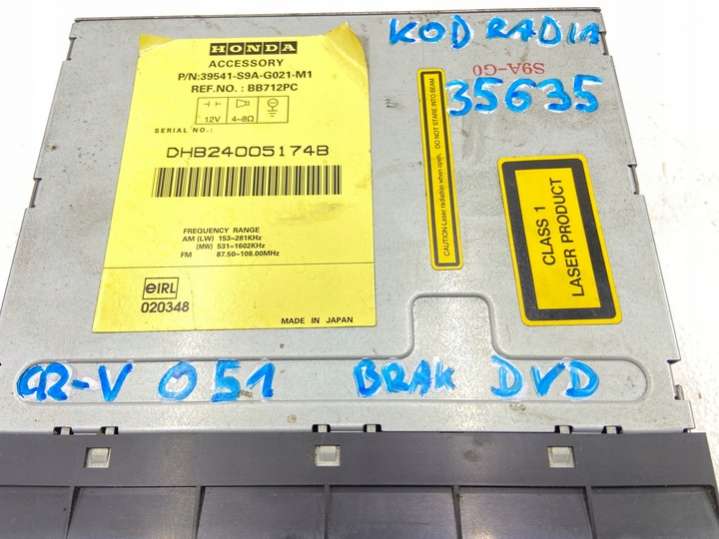 HONDA
ACCESSORY
P/N:39541-S9A-G021-M1
REF.NO. : BB712PC
12V 4~8Ω
SERIAL NO.:
DHB24005174B
FREQUENCY RANGE
AM (LW) 153~281KHz
(MW) 531~1602KHz
FM 87.50~108.00MHz
eIRL
020348
MADE IN JAPAN
KOD RADIA
S9A-G0
35635
CAUTION-Laser radiation when open. DO NOT STARE INTO BEAM
CLASS 1
LASER PRODUCT
CR-V 051 BRAK DVD